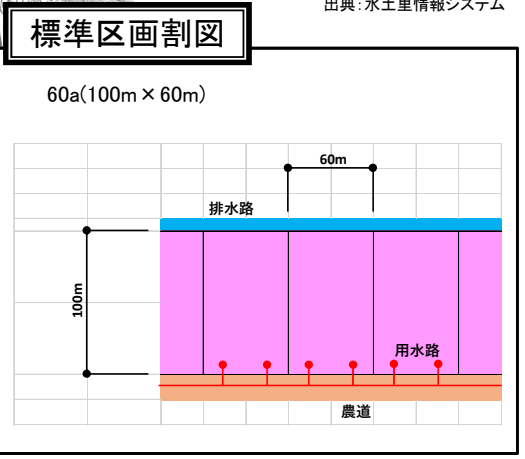 出典：水土里情報システム
標準区画割図
60a(100m×60m)
60m
排水路
100m
用水路
農道